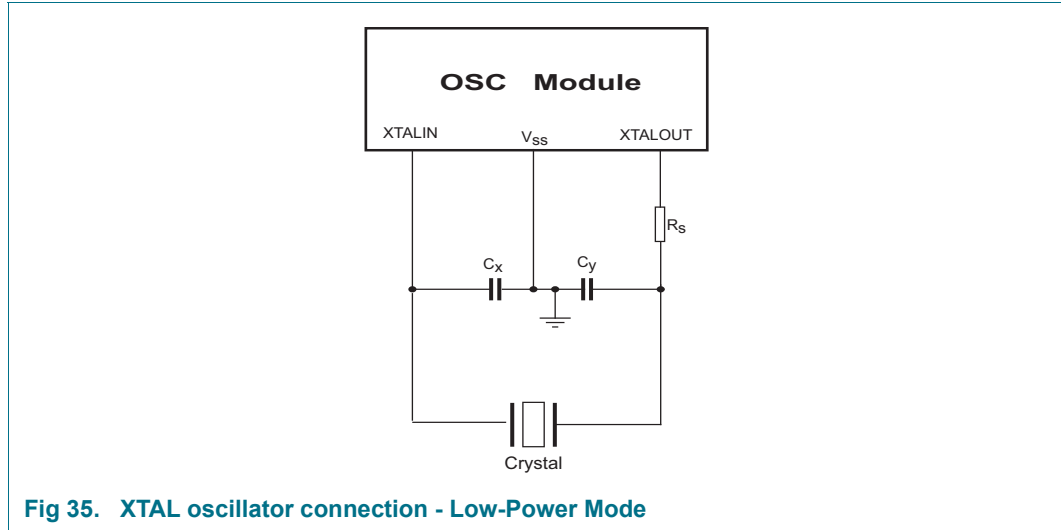 OSC Module
XTALIN
Vss
XTALOUT
Rs
Cx
Cy
Crystal
Fig 35. XTAL oscillator connection - Low-Power Mode